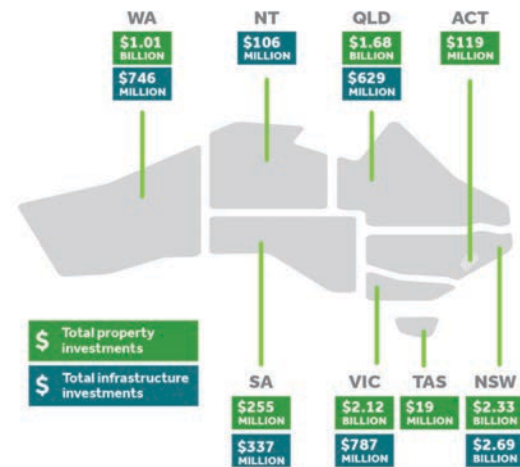 WA NT QLD ACT
$1.01 $106 $1.68 $119
BILLION MILLION BILLION MILLION
$746 $629
MILLION MILLION
$ Total property
investments
$ Total infrastructure
investments
SA VIC TAS NSW
$255 $2.12 $19 $2.33
MILLION BILLION MILLION BILLION
$337 $787 $2.69
MILLION MILLION BILLION